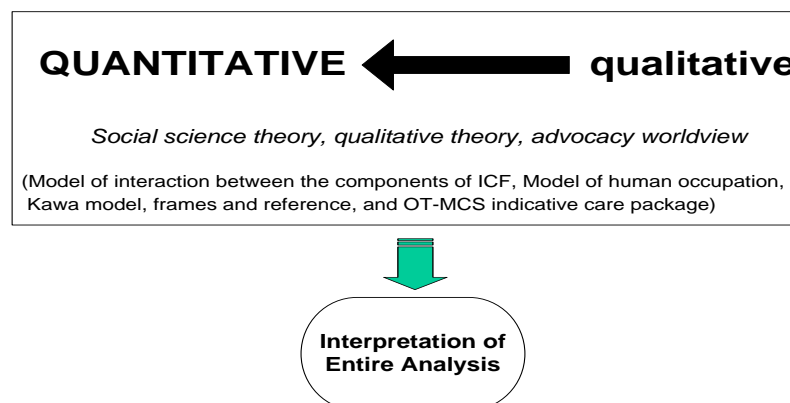 QUANTITATIVE qualitative
Social science theory, qualitative theory, advocacy worldview
(Model of interaction between the components of ICF, Model of human occupation,
Kawa model, frames and reference, and OT-MCS indicative care package)
Interpretation of
Entire Analysis